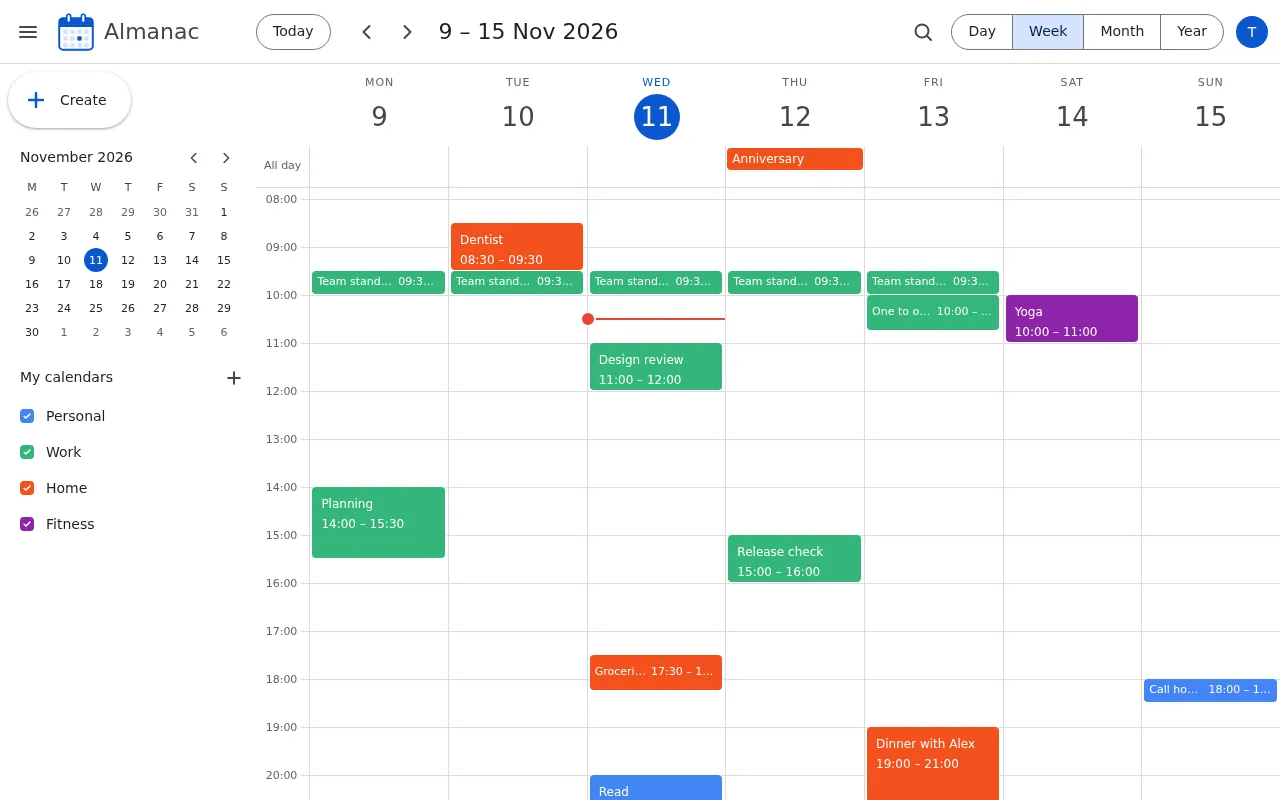 Almanac
Today
9 – 15 Nov 2026
Day Week Month Year
T
Create
November 2026
M T W T F S S
26 27 28 29 30 31 1
2 3 4 5 6 7 8
9 10 11 12 13 14 15
16 17 18 19 20 21 22
23 24 25 26 27 28 29
30 1 2 3 4 5 6
My calendars
Personal
Work
Home
Fitness
MON TUE WED THU FRI SAT SUN
9 10 11 12 13 14 15
All day
Anniversary
08:00
Dentist
08:30 – 09:30
09:00
Team stand… 09:3…
Team stand… 09:3…
Team stand… 09:3…
Team stand… 09:3…
Team stand… 09:3…
10:00
One to o… 10:00 – …
Yoga
10:00 – 11:00
11:00
Design review
11:00 – 12:00
12:00
13:00
14:00
Planning
14:00 – 15:30
15:00
Release check
15:00 – 16:00
16:00
17:00
Groceri… 17:30 – 1…
18:00
Call ho… 18:00 – 1…
19:00
Dinner with Alex
19:00 – 21:00
20:00
Read